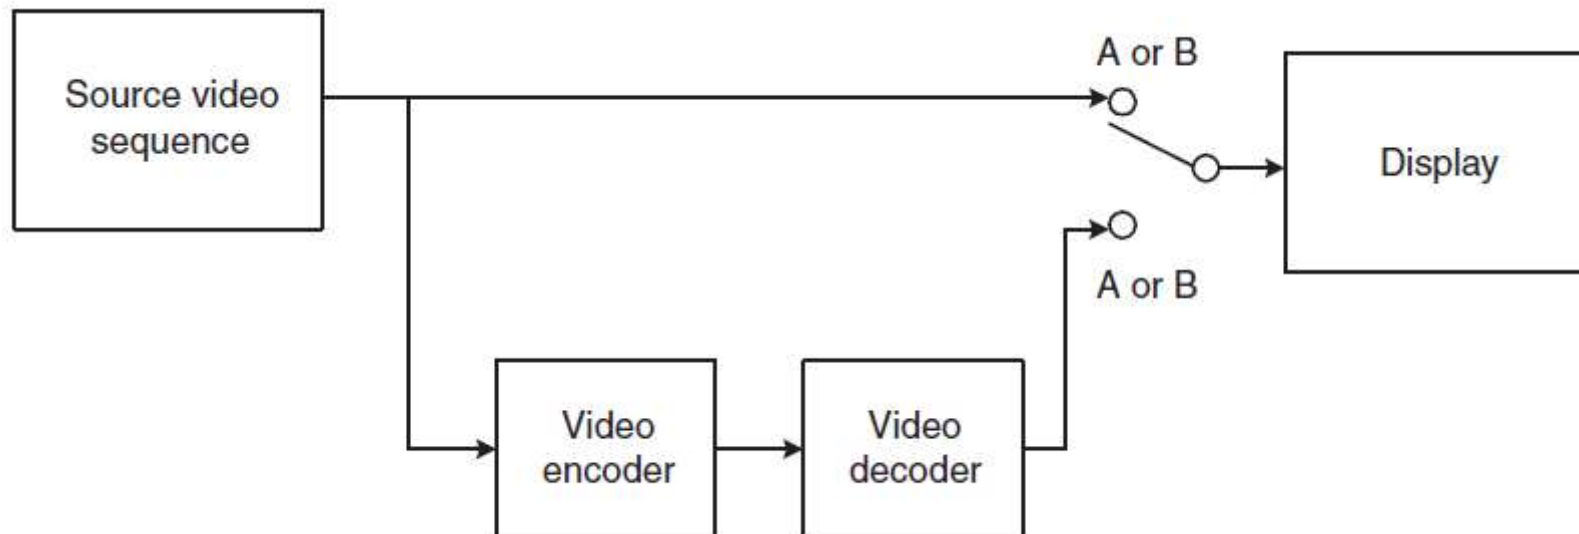 Source video
sequence
A or B
Display
A or B
Video
encoder
Video
decoder